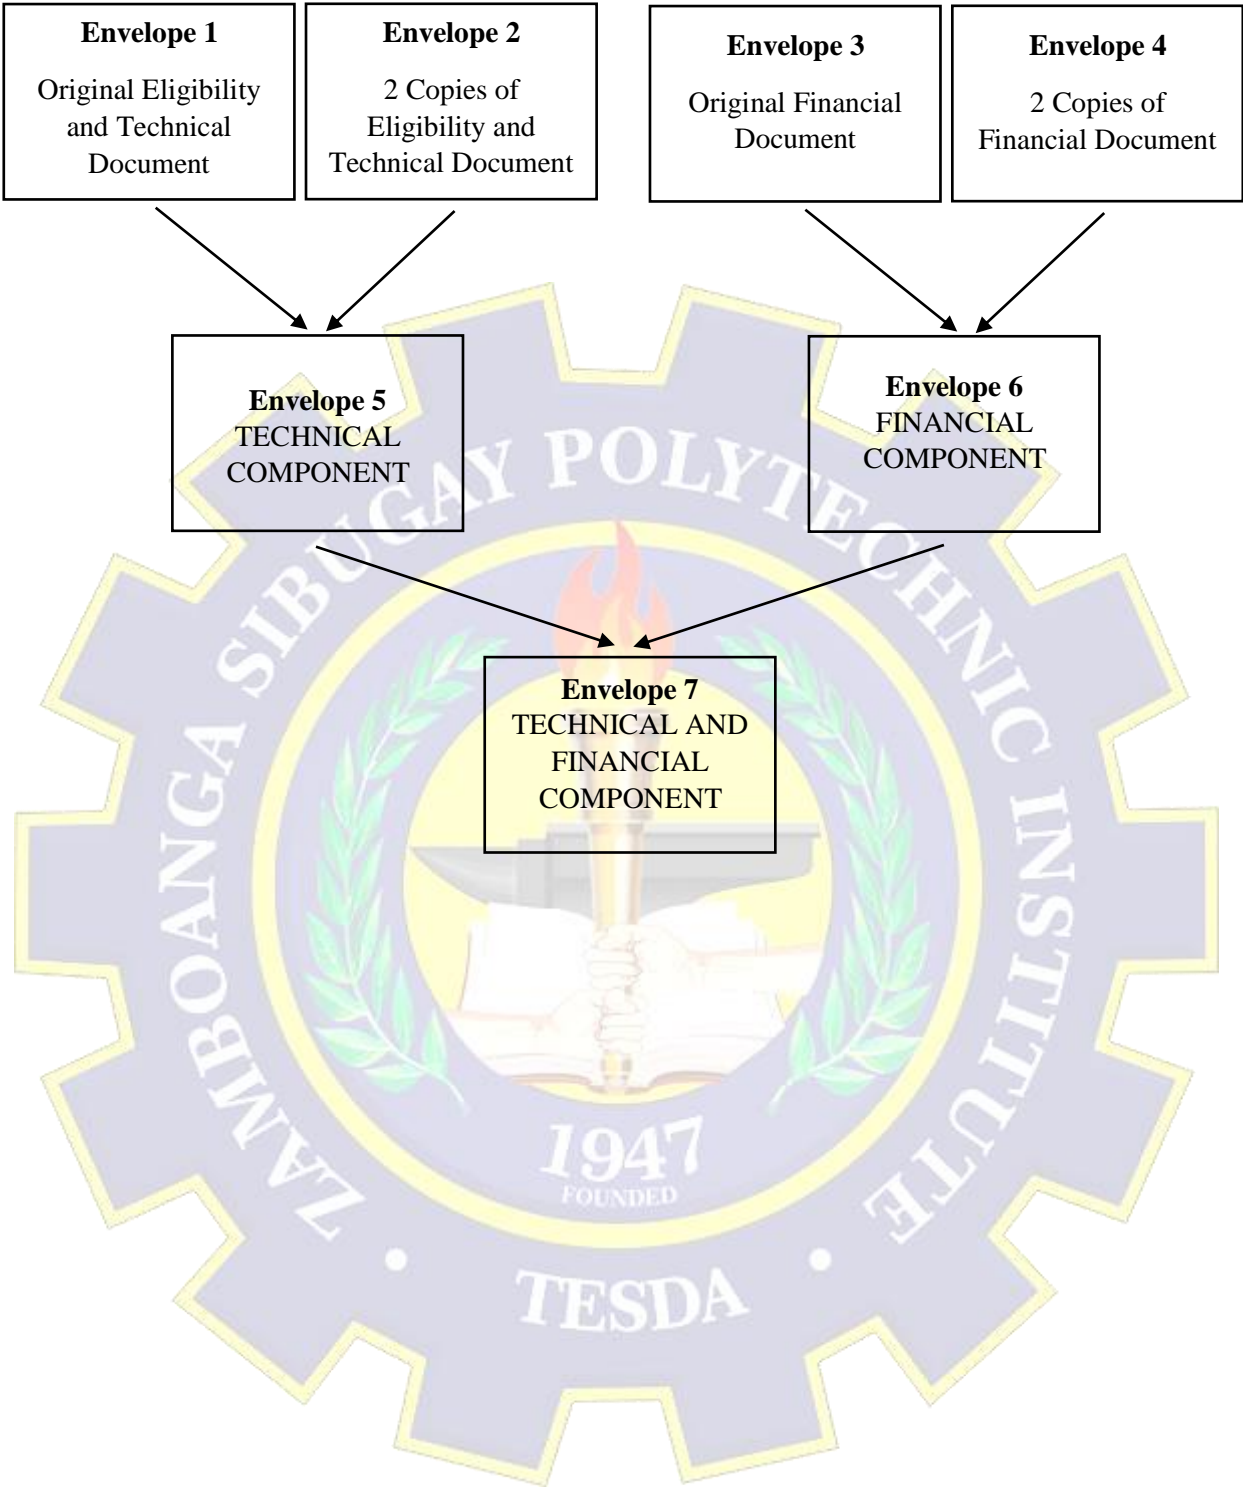 Envelope 1
Original Eligibility
and Technical
Document
Envelope 2
2 Copies of
Eligibility and
Technical Document
Envelope 3
Original Financial
Document
Envelope 4
2 Copies of
Financial Document
Envelope 5
TECHNICAL
COMPONENT
Envelope 6
FINANCIAL
COMPONENT
Envelope 7
TECHNICAL AND
FINANCIAL
COMPONENT
ZAMBOANGA SIBUGAY POLYTECHNIC INSTITUTE
1947
FOUNDED
TESDA